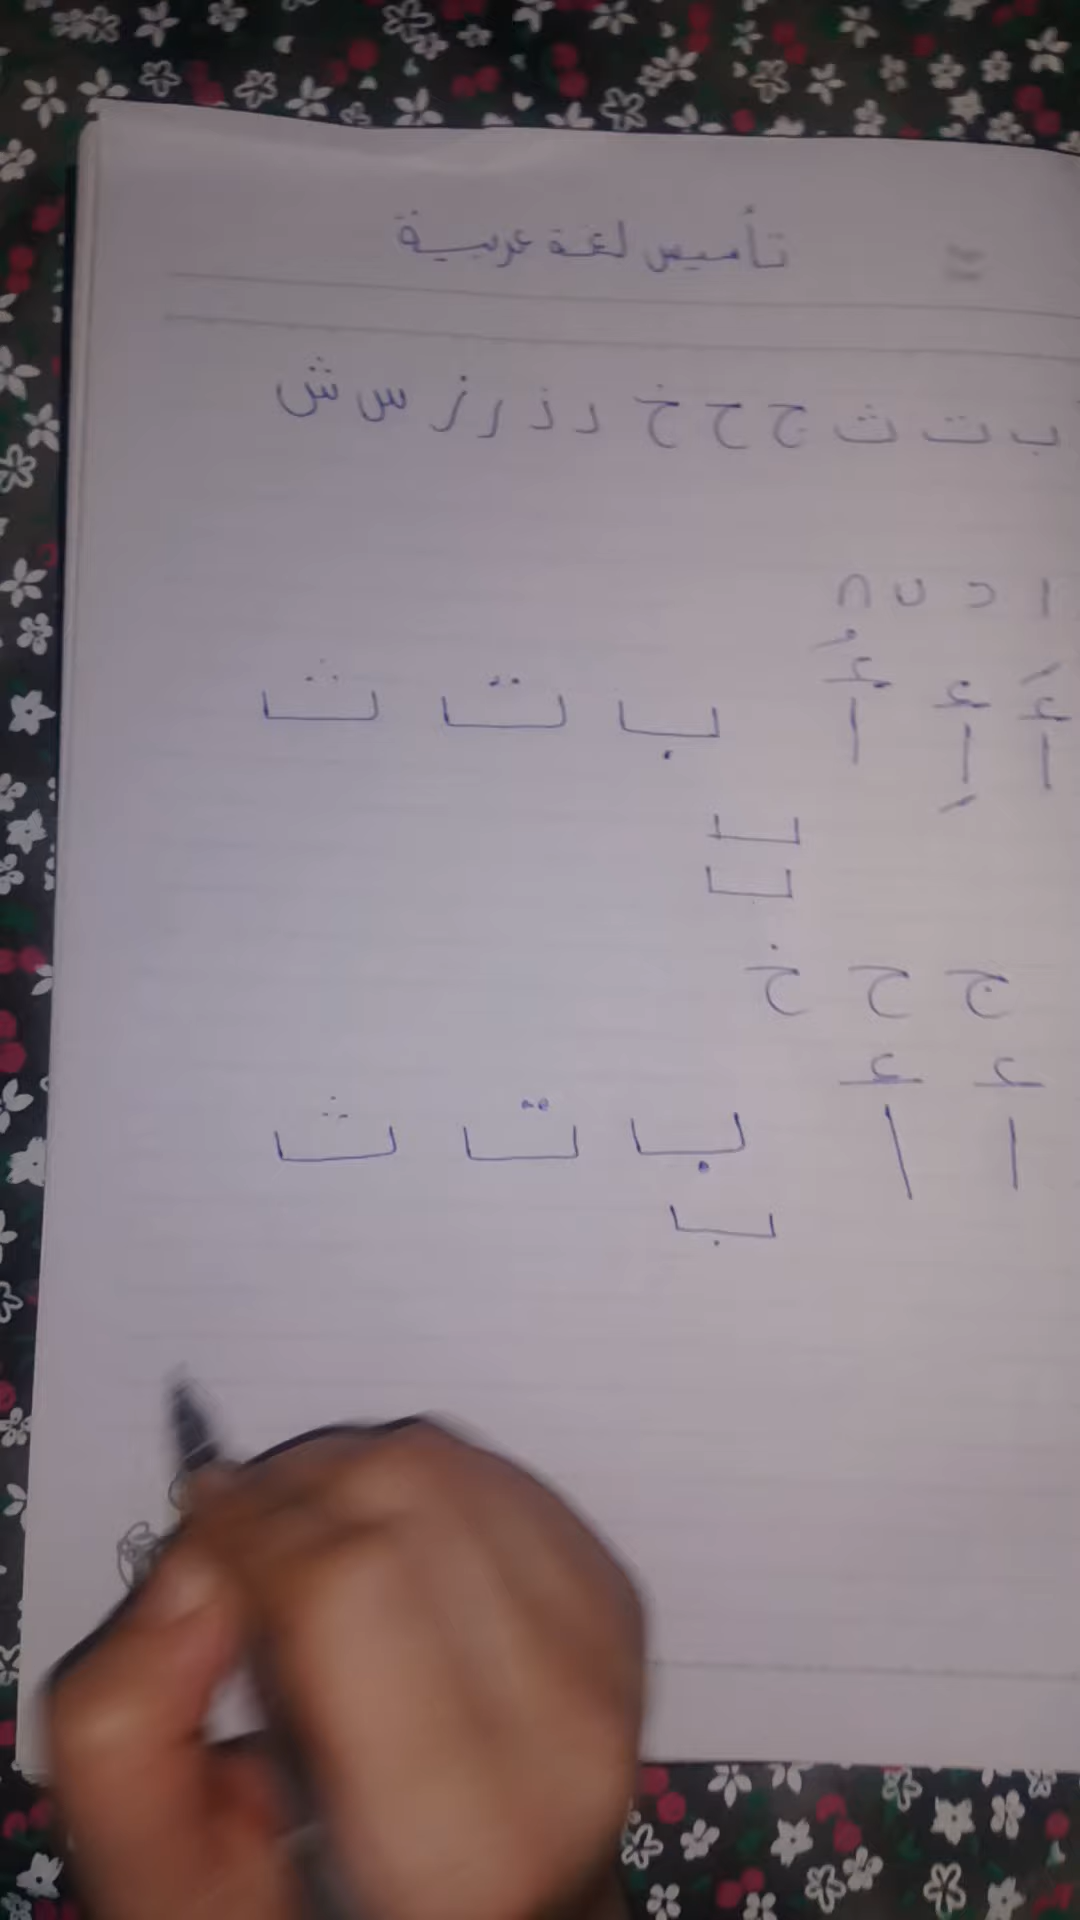 تأسيس لغة عربية
ب ت ث ج ح خ د ذ ر ز س ش
أَ أُ
إِ
ب ت ث
ج ح خ
أ أ
ب ت ث
ب